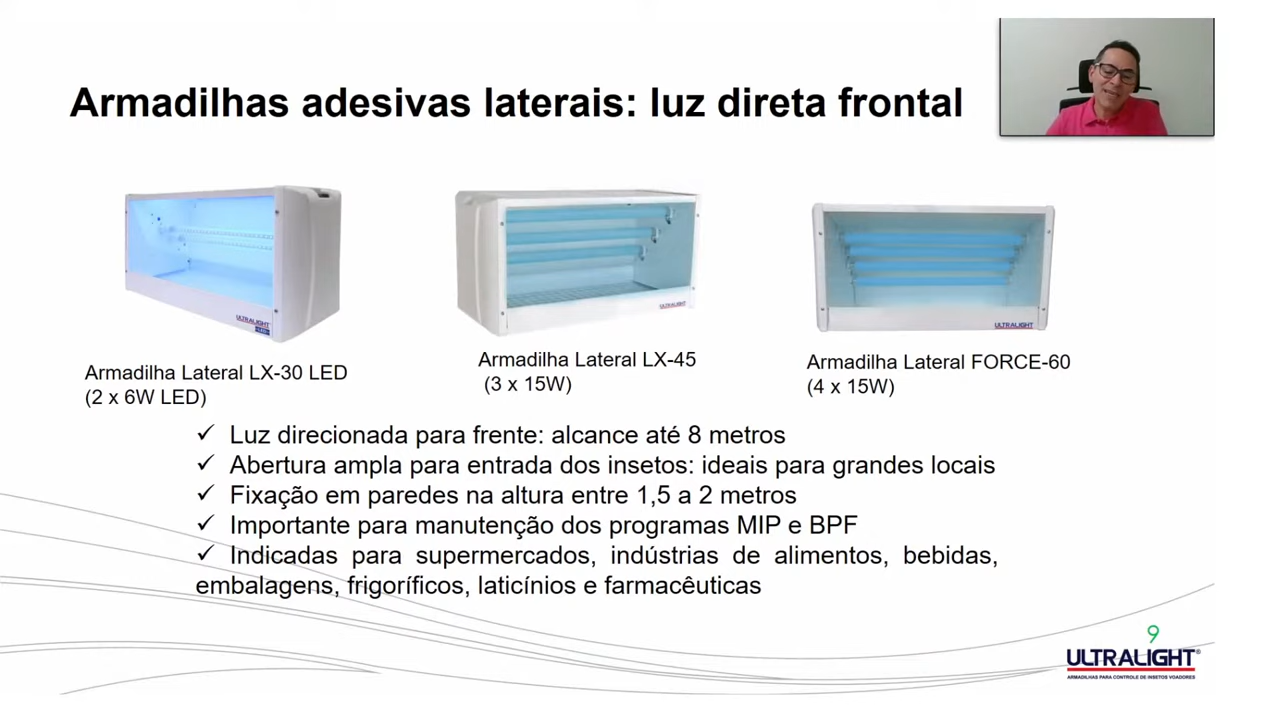 Armadilhas adesivas laterais: luz direta frontal
ULTRALIGHT
LED
ULTRALIGHT
ULTRALIGHT
Armadilha Lateral LX-30 LED
(2 x 6W LED)
Armadilha Lateral LX-45
(3 x 15W)
Armadilha Lateral FORCE-60
(4 x 15W)
✓ Luz direcionada para frente: alcance até 8 metros
✓ Abertura ampla para entrada dos insetos: ideais para grandes locais
✓ Fixação em paredes na altura entre 1,5 a 2 metros
✓ Importante para manutenção dos programas MIP e BPF
✓ Indicadas para supermercados, indústrias de alimentos, bebidas,
embalagens, frigoríficos, laticínios e farmacêuticas
9
ULTRALIGHT®
ARMADILHAS PARA CONTROLE DE INSETOS VOADORES